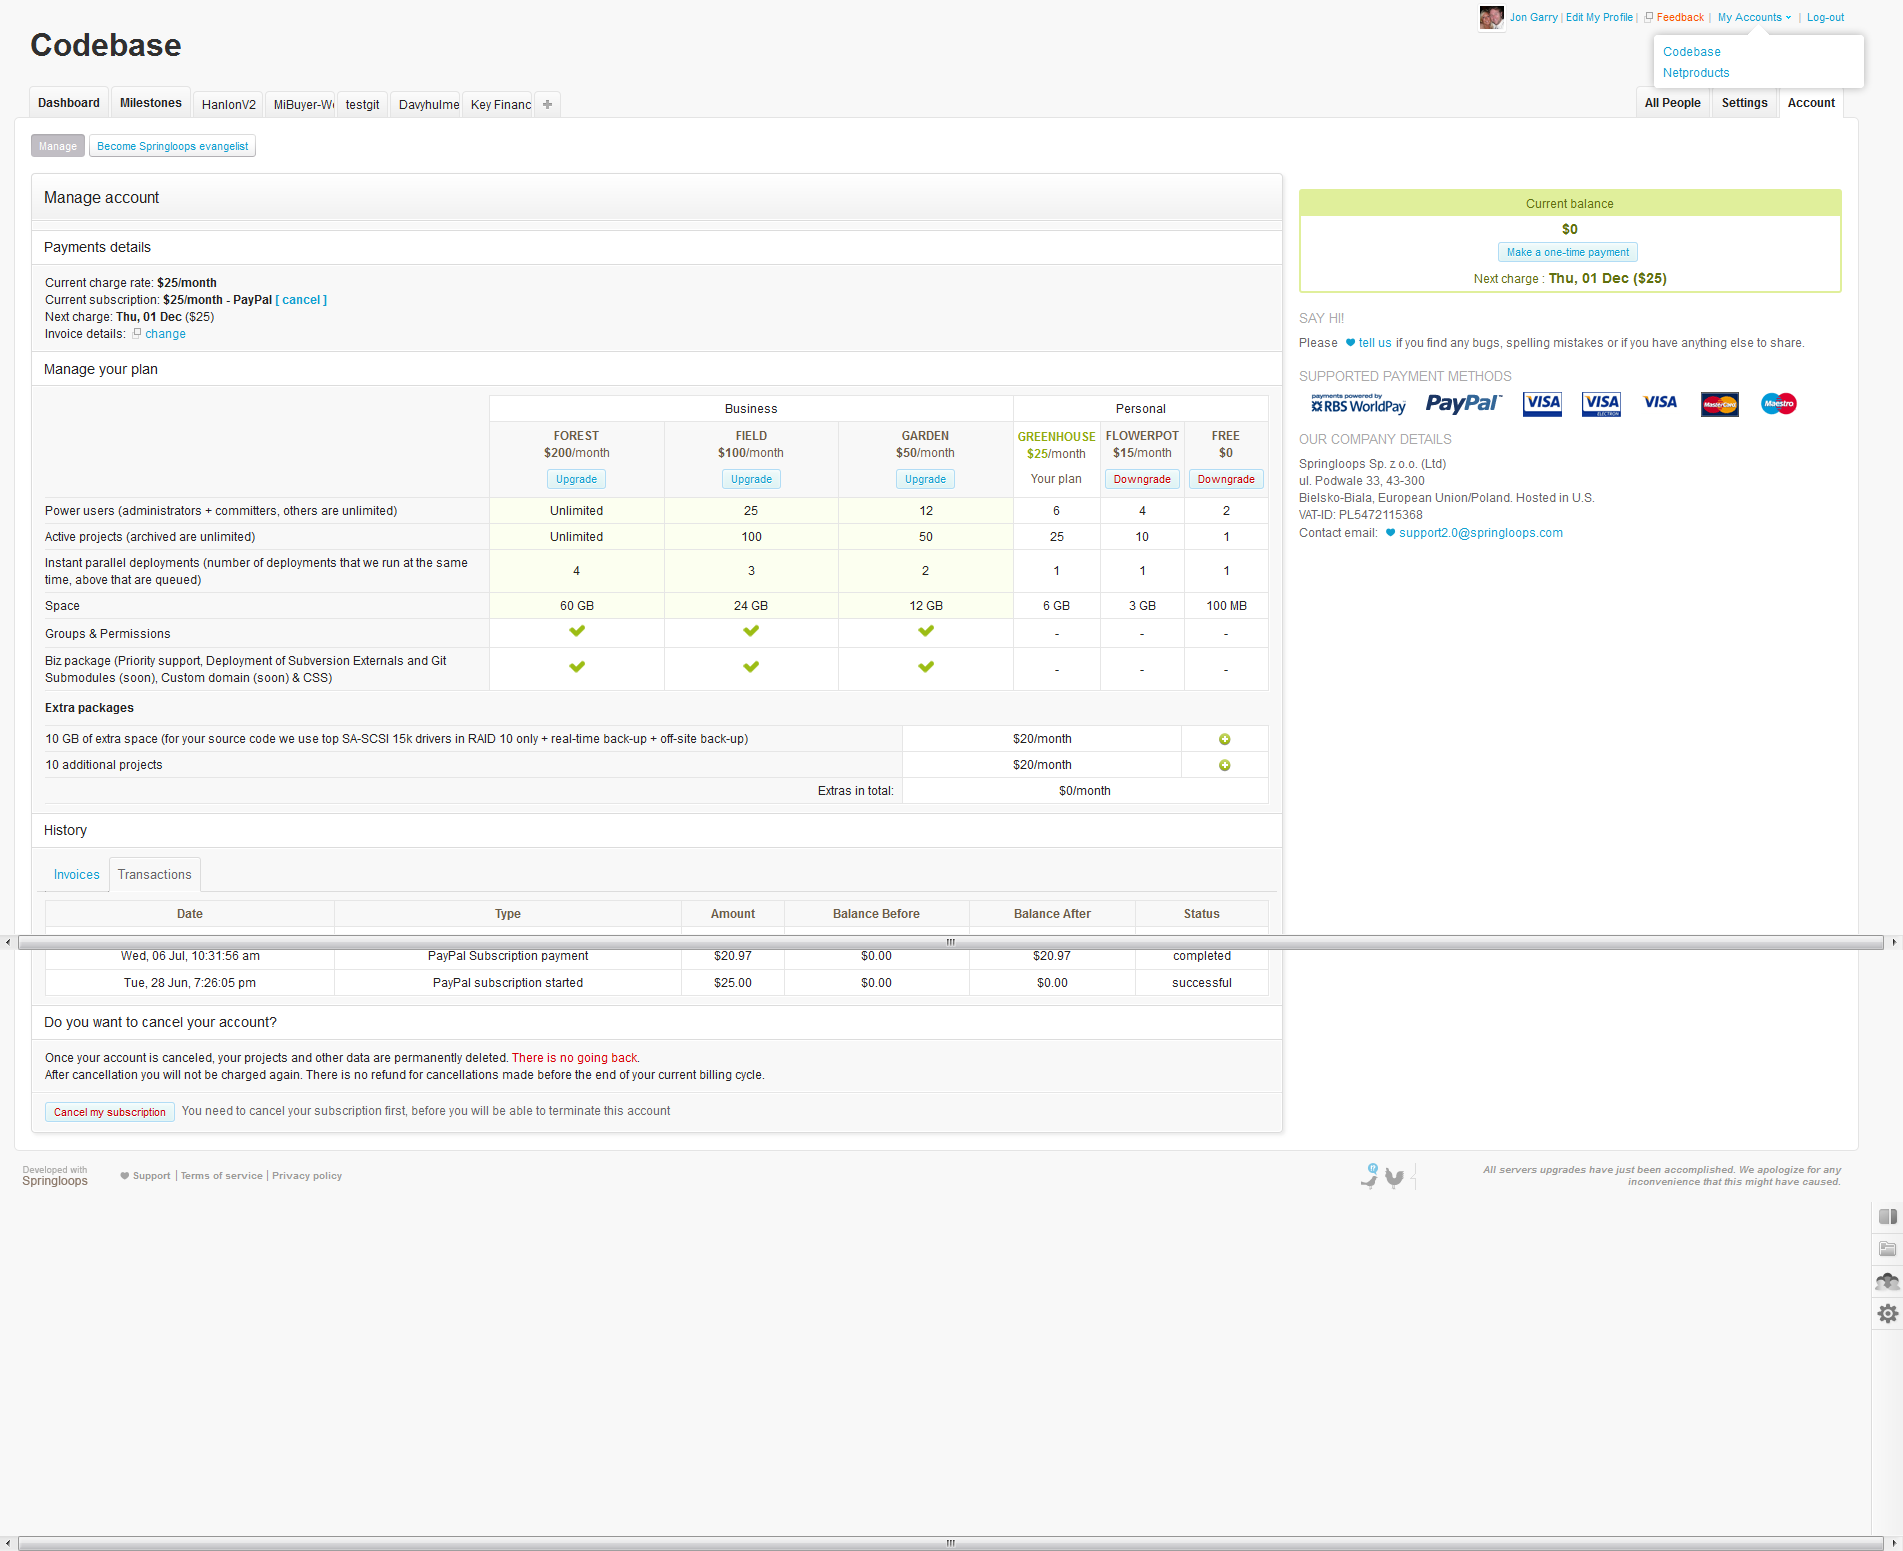 Jon Garry | Edit My Profile | Feedback | My Accounts | Log-out
Codebase
Codebase
Netproducts
Dashboard
Milestones
HanlonV2
MiBuyer-W
testgit
Davyhulme
Key Financ
All People
Settings
Account
Manage
Become Springloops evangelist
Manage account
Payments details
Current charge rate: $25/month
Current subscription: $25/month - PayPal [ cancel ]
Next charge: Thu, 01 Dec ($25)
Invoice details: change
Manage your plan
Business Personal
FOREST FIELD GARDEN GREENHOUSE FLOWERPOT FREE
$200/month $100/month $50/month $25/month $15/month $0
Upgrade Upgrade Upgrade Your plan Downgrade Downgrade
Power users (administrators + committers, others are unlimited) Unlimited 25 12 6 4 2
Active projects (archived are unlimited) Unlimited 100 50 25 10 1
Instant parallel deployments (number of deployments that we run at the same
time, above that are queued) 4 3 2 1 1 1
Space 60 GB 24 GB 12 GB 6 GB 3 GB 100 MB
Groups & Permissions - - -
Biz package (Priority support, Deployment of Subversion Externals and Git
Submodules (soon), Custom domain (soon) & CSS) - - -
Extra packages
10 GB of extra space (for your source code we use top SA-SCSI 15k drivers in RAID 10 only + real-time back-up + off-site back-up) $20/month
10 additional projects $20/month
Extras in total: $0/month
History
Invoices Transactions
Date Type Amount Balance Before Balance After Status
Wed, 06 Jul, 10:31:56 am PayPal Subscription payment $20.97 $0.00 $20.97 completed
Tue, 28 Jun, 7:26:05 pm PayPal subscription started $25.00 $0.00 $0.00 successful
Do you want to cancel your account?
Once your account is canceled, your projects and other data are permanently deleted. There is no going back.
After cancellation you will not be charged again. There is no refund for cancellations made before the end of your current billing cycle.
Cancel my subscription You need to cancel your subscription first, before you will be able to terminate this account
Current balance
$0
Make a one-time payment
Next charge : Thu, 01 Dec ($25)
SAY HI!
Please tell us if you find any bugs, spelling mistakes or if you have anything else to share.
SUPPORTED PAYMENT METHODS
payments powered by
RBS WorldPay PayPal VISA VISA ELECTRON VISA MasterCard Maestro
OUR COMPANY DETAILS
Springloops Sp. z o.o. (Ltd)
ul. Podwale 33, 43-300
Bielsko-Biala, European Union/Poland. Hosted in U.S.
VAT-ID: PL5472115368
Contact email: support2.0@springloops.com
Developed with
Springloops
Support | Terms of service | Privacy policy
All servers upgrades have just been accomplished. We apologize for any
inconvenience that this might have caused.